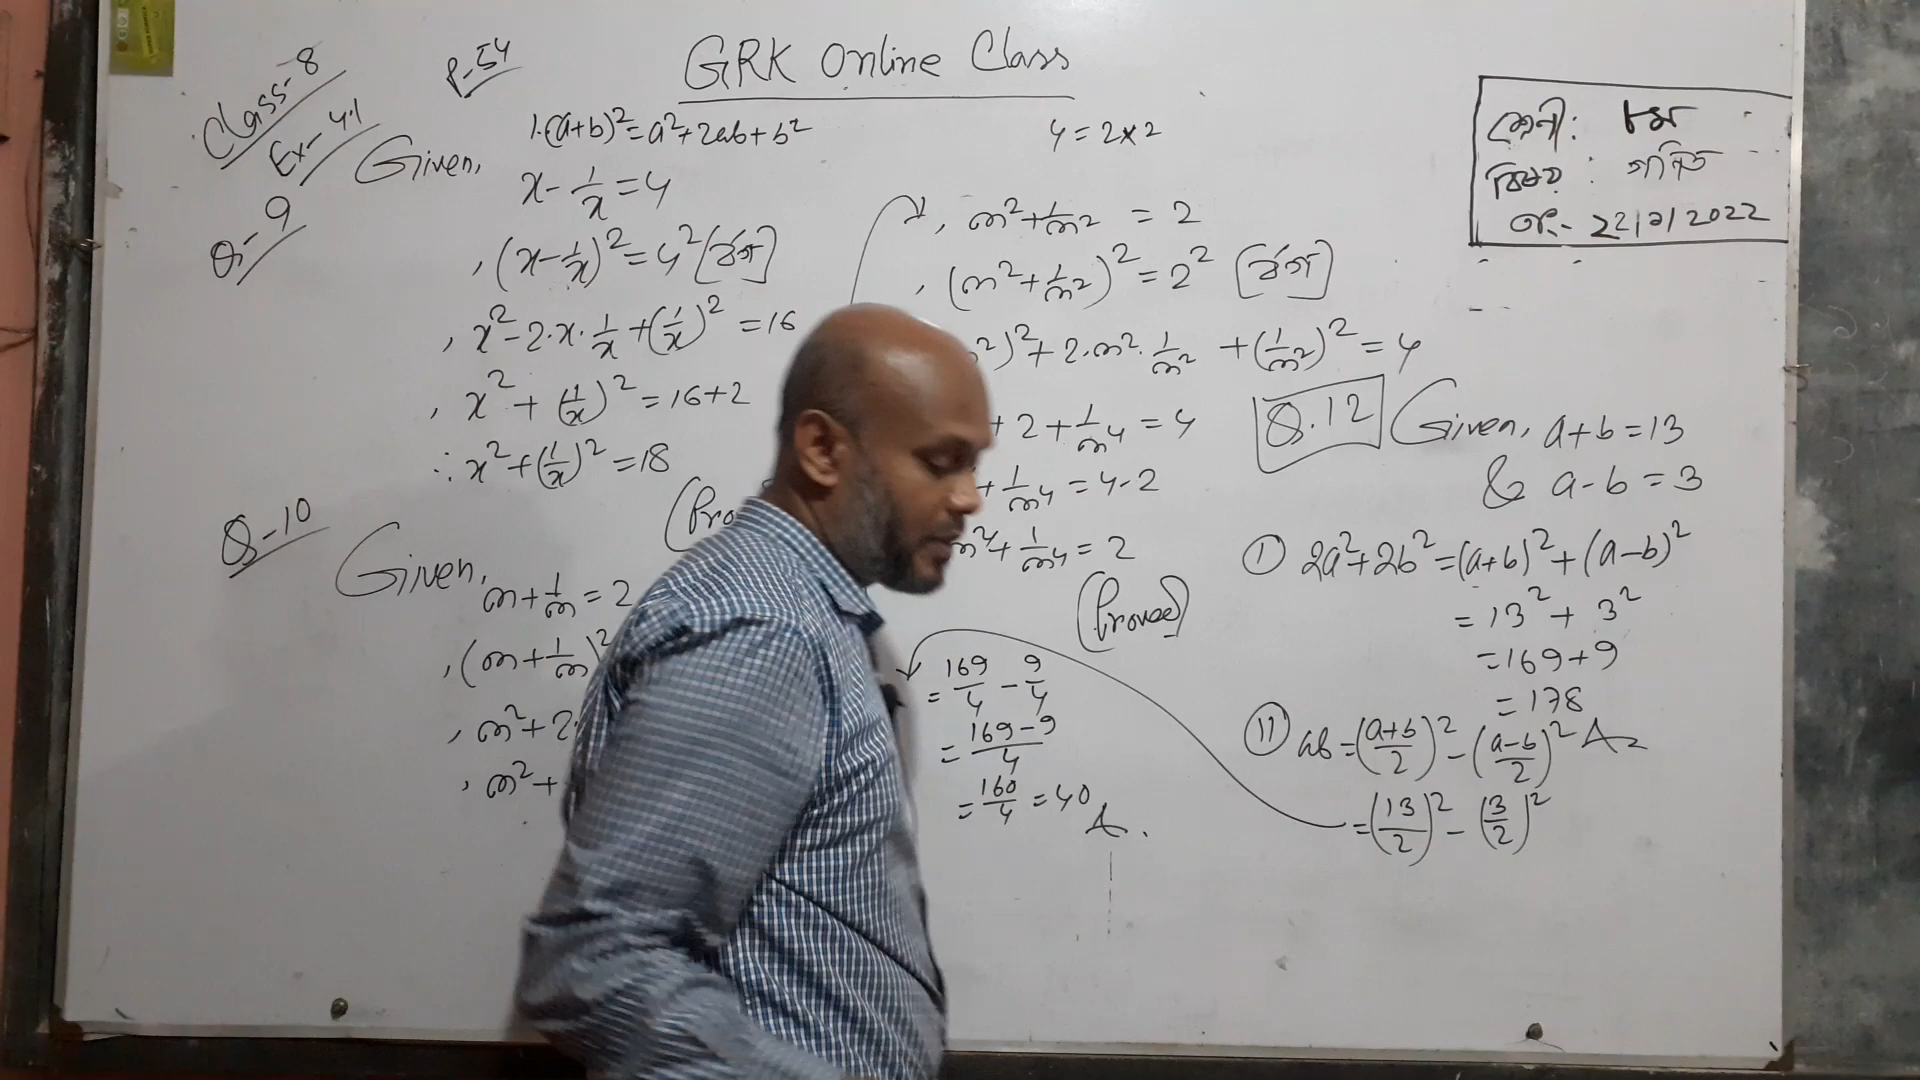 GRK Online Class
Class-8
P-54
Ex-4.1
1.(a+b)²=a²+2ab+b²
4=2×2
Q-9
Given,
x-1/x=4
,(x-1/x)²=4² [বর্গ]
,x²-2.x.1/x+(1/x)²=16
,x²+(1/x)²=16+2
∴x²+(1/x)²=18
Q-10
Given,
m+1/m=2
,(m+1/m)²
,m²+2.
,m²+
, m²+1/m² = 2
,(m²+1/m²)²=2² [বর্গ]
²)²+2.m².1/m² +(1/m²)²=4
+2+1/m4=4
+1/m4=4-2
m4+1/m4=2
(Proved)
শ্রেণী: ৮ম
বিষয়: গণিত
22/2/2022
Q.12 Given, a+b=13
& a-b=3
I 2a²+2b²=(a+b)²+(a-b)²
=13²+3²
=169+9
=178
II ab=((a+b)/2)²-((a-b)/2)²
=(13/2)²-(3/2)²
=169/4-9/4
=(169-9)/4
=160/4=40